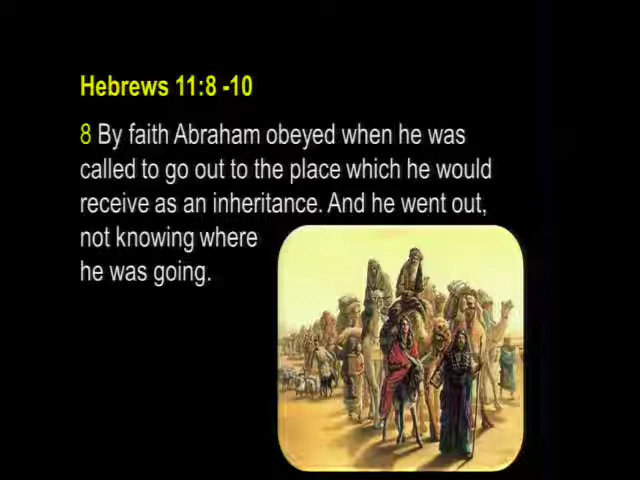 Hebrews 11:8 -10
8 By faith Abraham obeyed when he was
called to go out to the place which he would
receive as an inheritance. And he went out,
not knowing where
he was going.